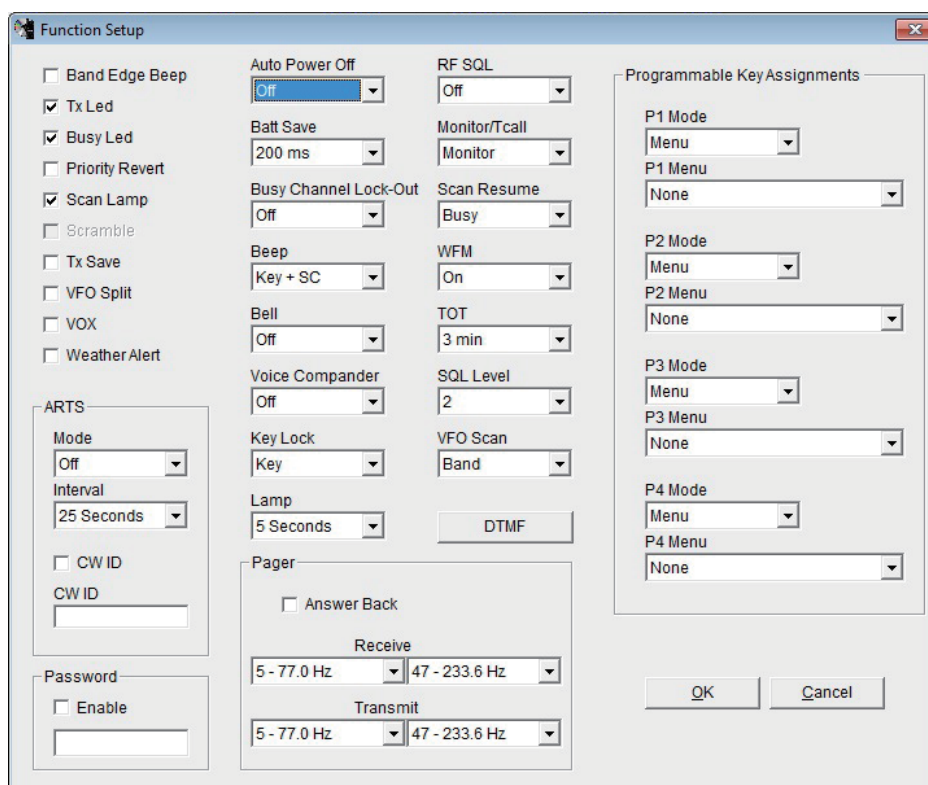 Function Setup
Band Edge Beep
Tx Led
Busy Led
Priority Revert
Scan Lamp
Scramble
Tx Save
VFO Split
VOX
Weather Alert
ARTS
Mode
Off
Interval
25 Seconds
CW ID
CW ID
Password
Enable
Auto Power Off
Off
Batt Save
200 ms
Busy Channel Lock-Out
Off
Beep
Key + SC
Bell
Off
Voice Compander
Off
Key Lock
Key
Lamp
5 Seconds
RF SQL
Off
Monitor/Tcall
Monitor
Scan Resume
Busy
WFM
On
TOT
3 min
SQL Level
2
VFO Scan
Band
DTMF
Pager
Answer Back
Receive
5 - 77.0 Hz 47 - 233.6 Hz
Transmit
5 - 77.0 Hz 47 - 233.6 Hz
Programmable Key Assignments
P1 Mode
Menu
P1 Menu
None
P2 Mode
Menu
P2 Menu
None
P3 Mode
Menu
P3 Menu
None
P4 Mode
Menu
P4 Menu
None
OK Cancel